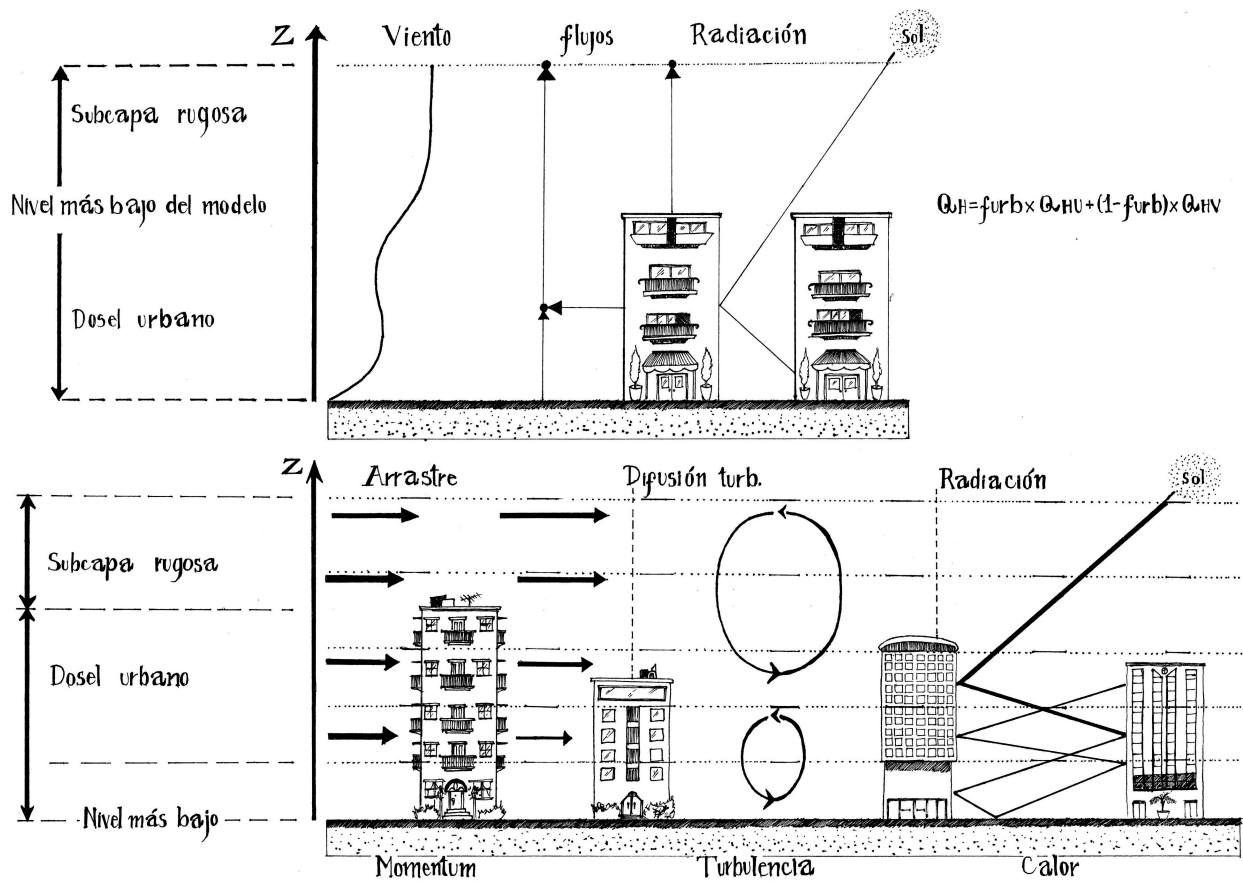 Z
Viento
flujos
Radiación
Sol
Subcapa rugosa
Nivel más bajo del modelo
QH=furb×QHU+(1-furb)×QHV
Dosel urbano
Z
Arrastre
Difusión turb.
Radiación
Sol
Subcapa rugosa
Dosel urbano
Nivel más bajo
Momentum
Turbulencia
Calor